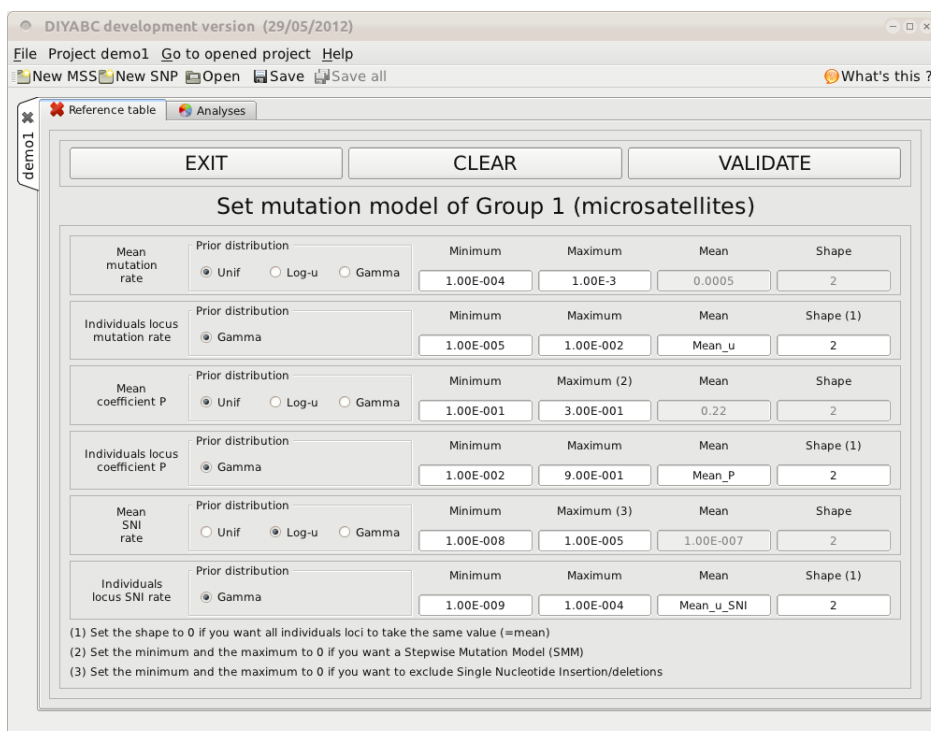 DIYABC development version (29/05/2012)
File Project demo1 Go to opened project Help
New MSS New SNP Open Save Save all What's this ?
Reference table Analyses
demo1
EXIT CLEAR VALIDATE
Set mutation model of Group 1 (microsatellites)
Mean mutation rate
Prior distribution
Unif Log-u Gamma
Minimum Maximum Mean Shape
1.00E-004 1.00E-3 0.0005 2
Individuals locus mutation rate
Prior distribution
Gamma
Minimum Maximum Mean Shape (1)
1.00E-005 1.00E-002 Mean_u 2
Mean coefficient P
Prior distribution
Unif Log-u Gamma
Minimum Maximum (2) Mean Shape
1.00E-001 3.00E-001 0.22 2
Individuals locus coefficient P
Prior distribution
Gamma
Minimum Maximum Mean Shape (1)
1.00E-002 9.00E-001 Mean_P 2
Mean SNI rate
Prior distribution
Unif Log-u Gamma
Minimum Maximum (3) Mean Shape
1.00E-008 1.00E-005 1.00E-007 2
Individuals locus SNI rate
Prior distribution
Gamma
Minimum Maximum Mean Shape (1)
1.00E-009 1.00E-004 Mean_u_SNI 2
(1) Set the shape to 0 if you want all individuals loci to take the same value (=mean)
(2) Set the minimum and the maximum to 0 if you want a Stepwise Mutation Model (SMM)
(3) Set the minimum and the maximum to 0 if you want to exclude Single Nucleotide Insertion/deletions